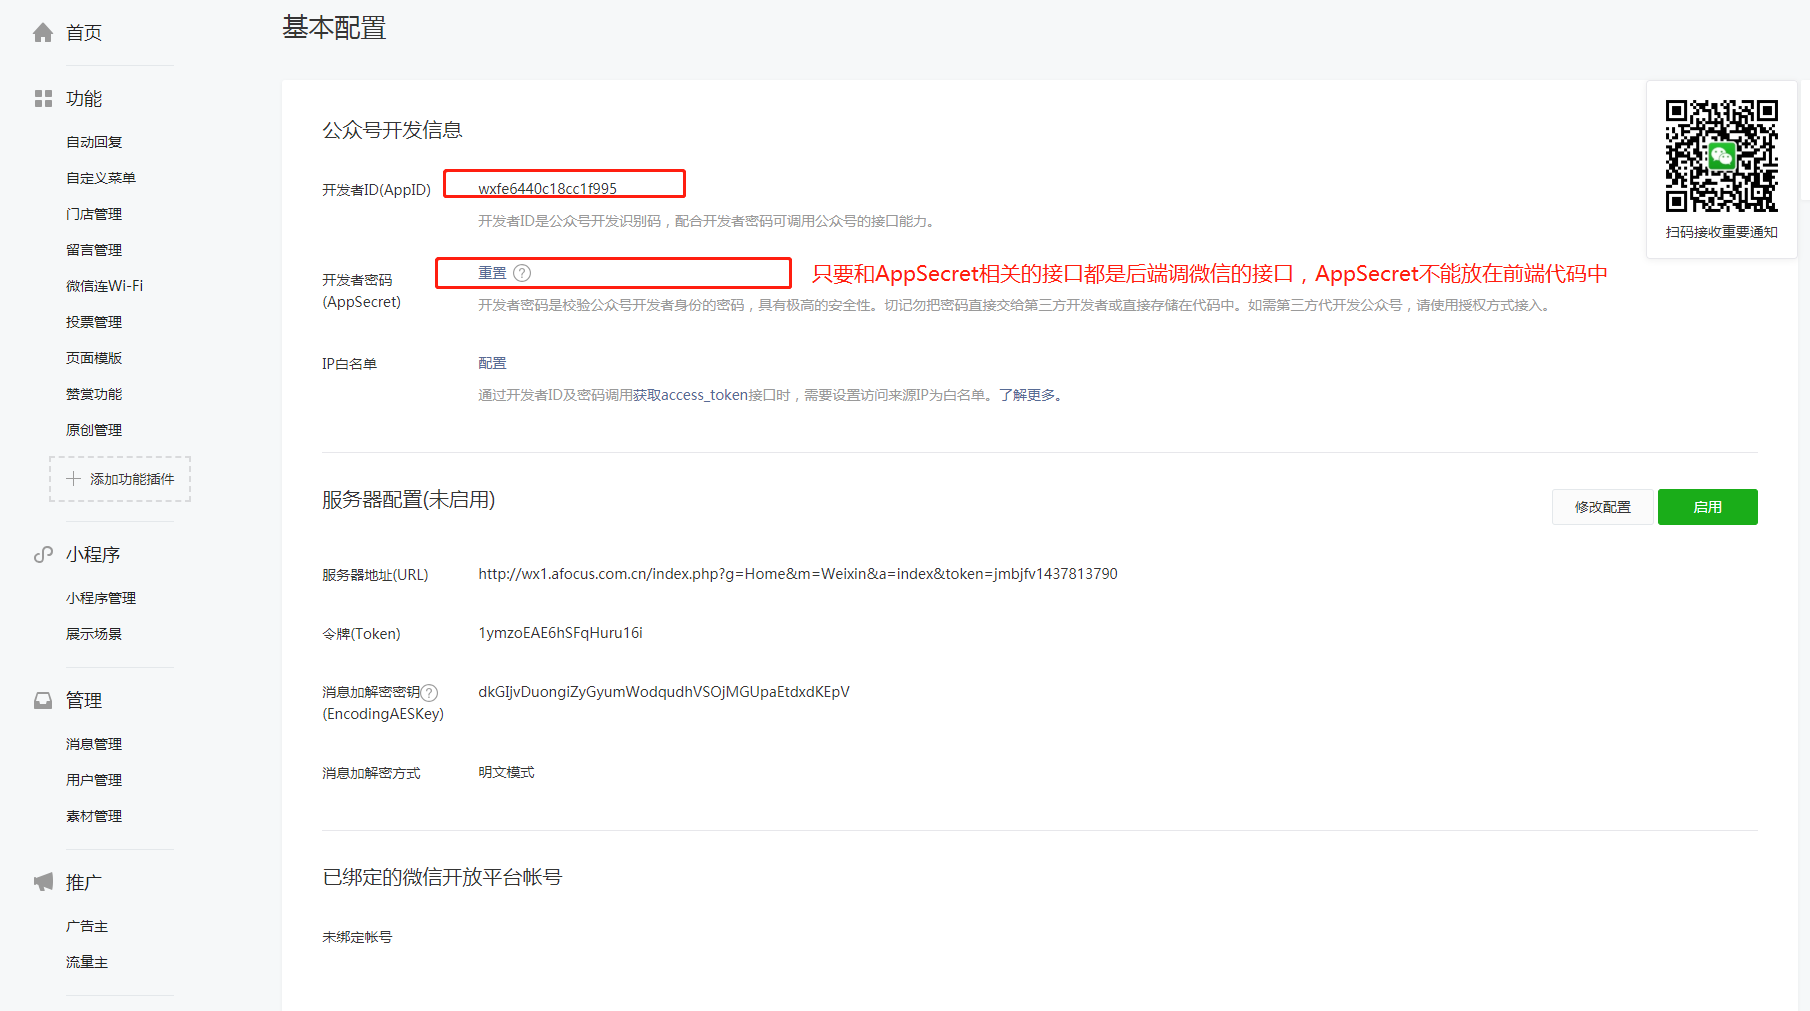 首页
功能
自动回复
自定义菜单
门店管理
留言管理
微信连Wi-Fi
投票管理
页面模版
赞赏功能
原创管理
添加功能插件
小程序
小程序管理
展示场景
管理
消息管理
用户管理
素材管理
推广
广告主
流量主
基本配置
公众号开发信息
开发者ID(AppID) wxfe6440c18cc1f995
开发者ID是公众号开发识别码，配合开发者密码可调用公众号的接口能力。
开发者密码(AppSecret) 重置 ?
只要和AppSecret相关的接口都是后端调微信的接口，AppSecret不能放在前端代码中
开发者密码是校验公众号开发者身份的密码，具有极高的安全性。切记勿把密码直接交给第三方开发者或直接存储在代码中。如需第三方代开发公众号，请使用授权方式接入。
IP白名单 配置
通过开发者ID及密码调用获取access_token接口时，需要设置访问来源IP为白名单。了解更多。
服务器配置(未启用)
修改配置 启用
服务器地址(URL) http://wx1.afocus.com.cn/index.php?g=Home&m=Weixin&a=index&token=jmbjfv1437813790
令牌(Token) 1ymzoEAE6hSFqHuru16i
消息加解密密钥 ?
(EncodingAESKey) dkGIjvDuongiZyGyumWodqudhVSOjMGUpaEtdxdKEpV
消息加解密方式 明文模式
已绑定的微信开放平台帐号
未绑定帐号
扫码接收重要通知